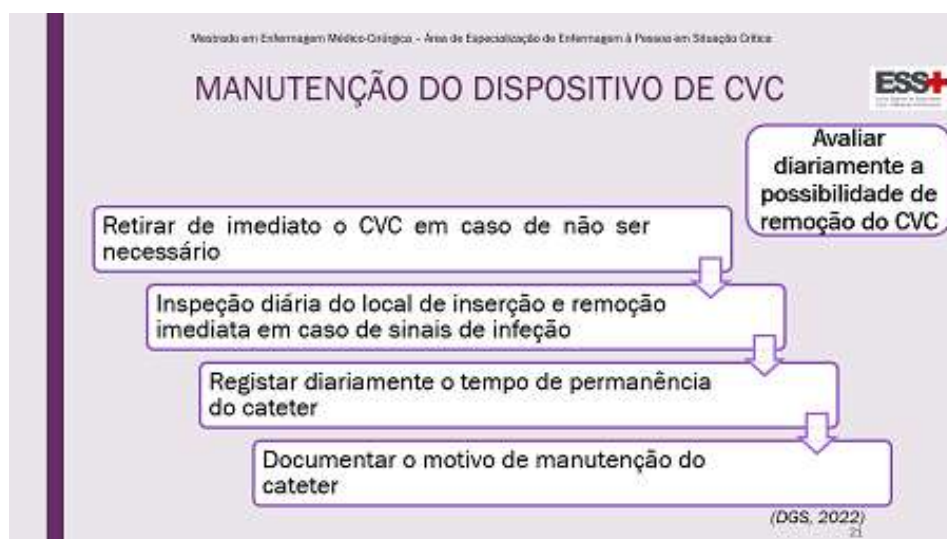 Mestrado em Enfermagem Médico-Cirúrgica – Área de Especialização de Enfermagem à Pessoa em Situação Crítica
MANUTENÇÃO DO DISPOSITIVO DE CVC
ESS+
Avaliar
diariamente a
possibilidade de
remoção do CVC
Retirar de imediato o CVC em caso de não ser
necessário
Inspeção diária do local de inserção e remoção
imediata em caso de sinais de infeção
Registar diariamente o tempo de permanência
do cateter
Documentar o motivo de manutenção do
cateter
(DGS, 2022)
21